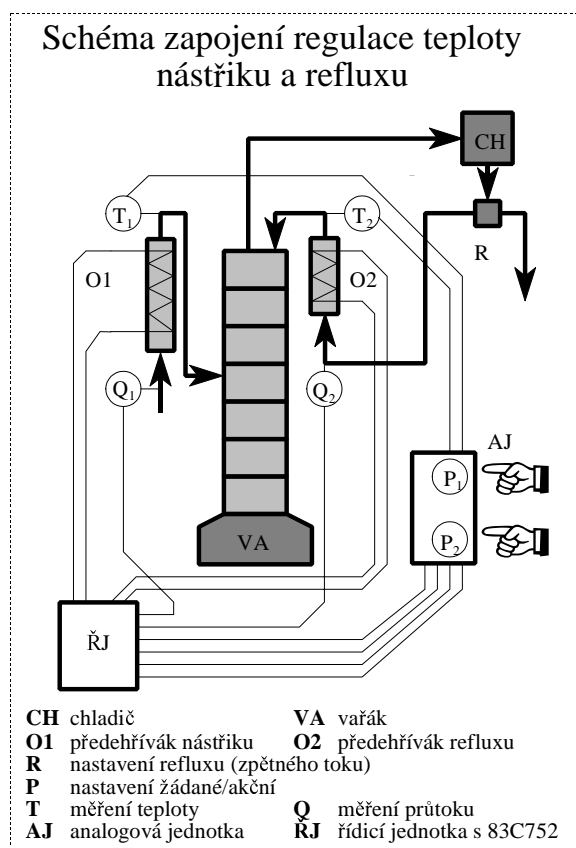 Schéma zapojení regulace teploty
nástřiku a refluxu
CH
T1
T2
R
O1
O2
Q1
Q2
AJ
P1
P2
VA
ŘJ
CH chladič VA vařák
O1 předehřívák nástřiku O2 předehřívák refluxu
R nastavení refluxu (zpětného toku)
P nastavení žádané/akční
T měření teploty Q měření průtoku
AJ analogová jednotka ŘJ řídicí jednotka s 83C752